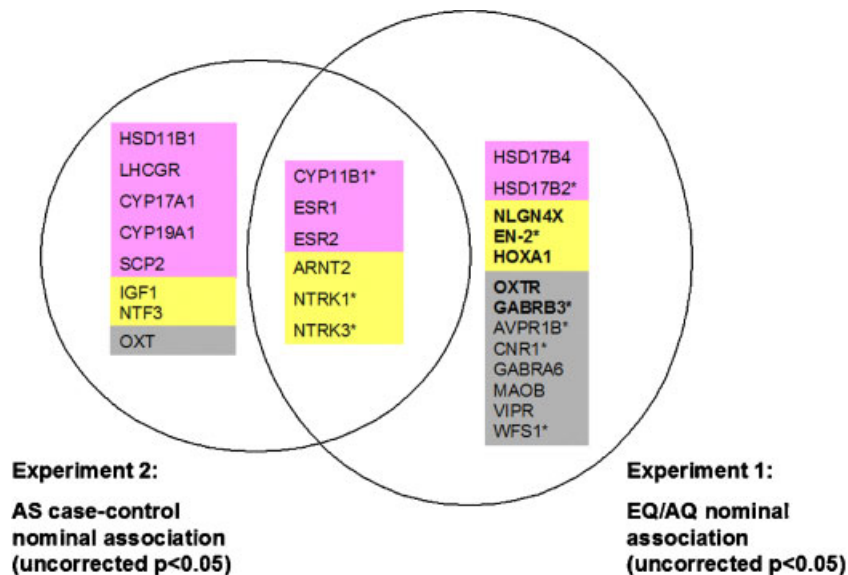 HSD11B1
LHCGR
CYP17A1
CYP19A1
SCP2
IGF1
NTF3
OXT
CYP11B1*
ESR1
ESR2
ARNT2
NTRK1*
NTRK3*
HSD17B4
HSD17B2*
NLGN4X
EN-2*
HOXA1
OXTR
GABRB3*
AVPR1B*
CNR1*
GABRA6
MAOB
VIPR
WFS1*
Experiment 2:
AS case-control
nominal association
(uncorrected p<0.05)
Experiment 1:
EQ/AQ nominal
association
(uncorrected p<0.05)